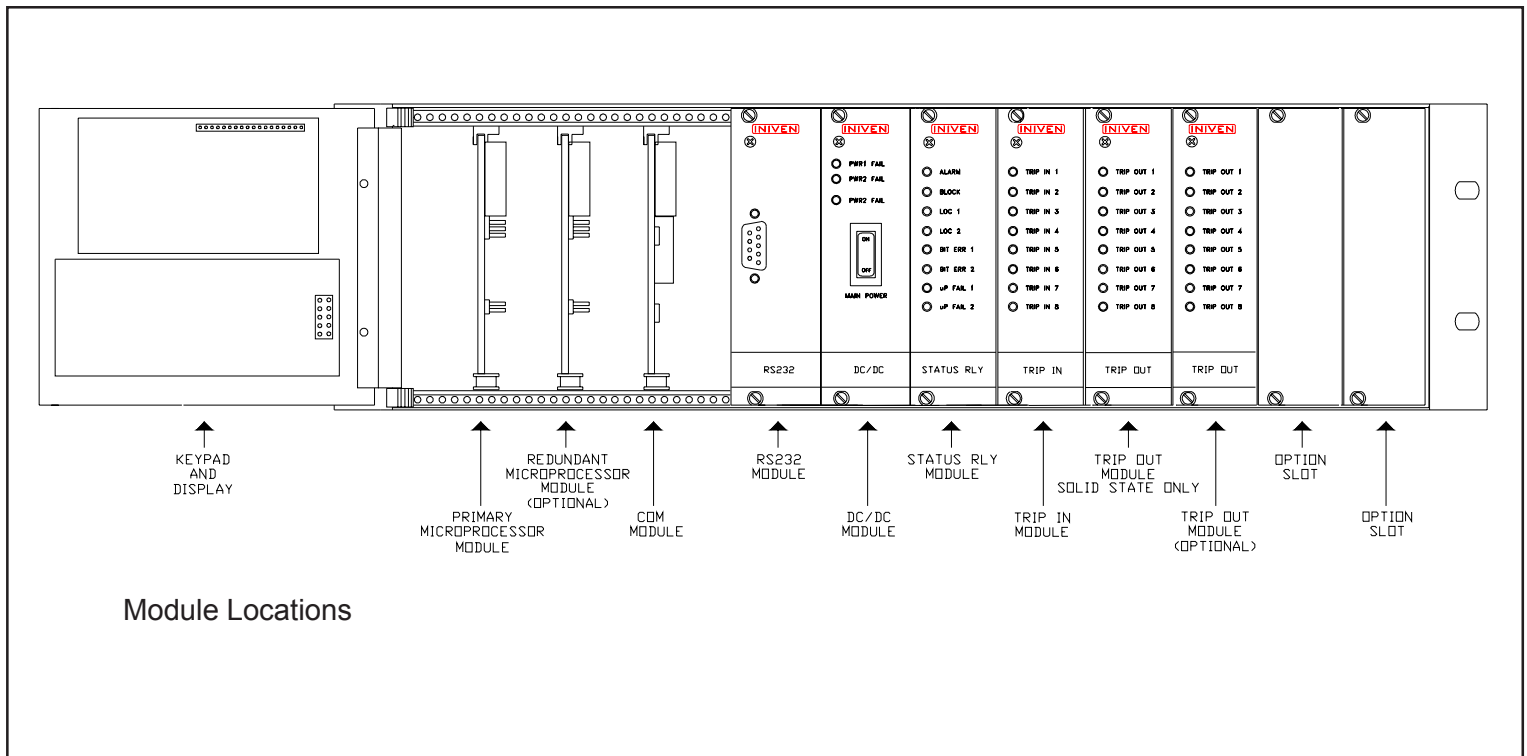 INIVEN
INIVEN
INIVEN
INIVEN
INIVEN
INIVEN
RS232
PWR1 FAIL
PWR2 FAIL
PWR2 FAIL
ON
OFF
MAIN POWER
DC/DC
ALARM
BLOCK
LOC 1
LOC 2
BIT ERR 1
BIT ERR 2
uP FAIL 1
uP FAIL 2
STATUS RLY
TRIP IN 1
TRIP IN 2
TRIP IN 3
TRIP IN 4
TRIP IN 5
TRIP IN 6
TRIP IN 7
TRIP IN 8
TRIP IN
TRIP OUT 1
TRIP OUT 2
TRIP OUT 3
TRIP OUT 4
TRIP OUT 5
TRIP OUT 6
TRIP OUT 7
TRIP OUT 8
TRIP OUT
TRIP OUT 1
TRIP OUT 2
TRIP OUT 3
TRIP OUT 4
TRIP OUT 5
TRIP OUT 6
TRIP OUT 7
TRIP OUT 8
TRIP OUT
KEYPAD
AND
DISPLAY
PRIMARY
MICROPROCESSOR
MODULE
REDUNDANT
MICROPROCESSOR
MODULE
(OPTIONAL)
COM
MODULE
RS232
MODULE
DC/DC
MODULE
STATUS RLY
MODULE
TRIP IN
MODULE
TRIP OUT
MODULE
SOLID STATE ONLY
TRIP OUT
MODULE
(OPTIONAL)
OPTION
SLOT
OPTION
SLOT
Module Locations